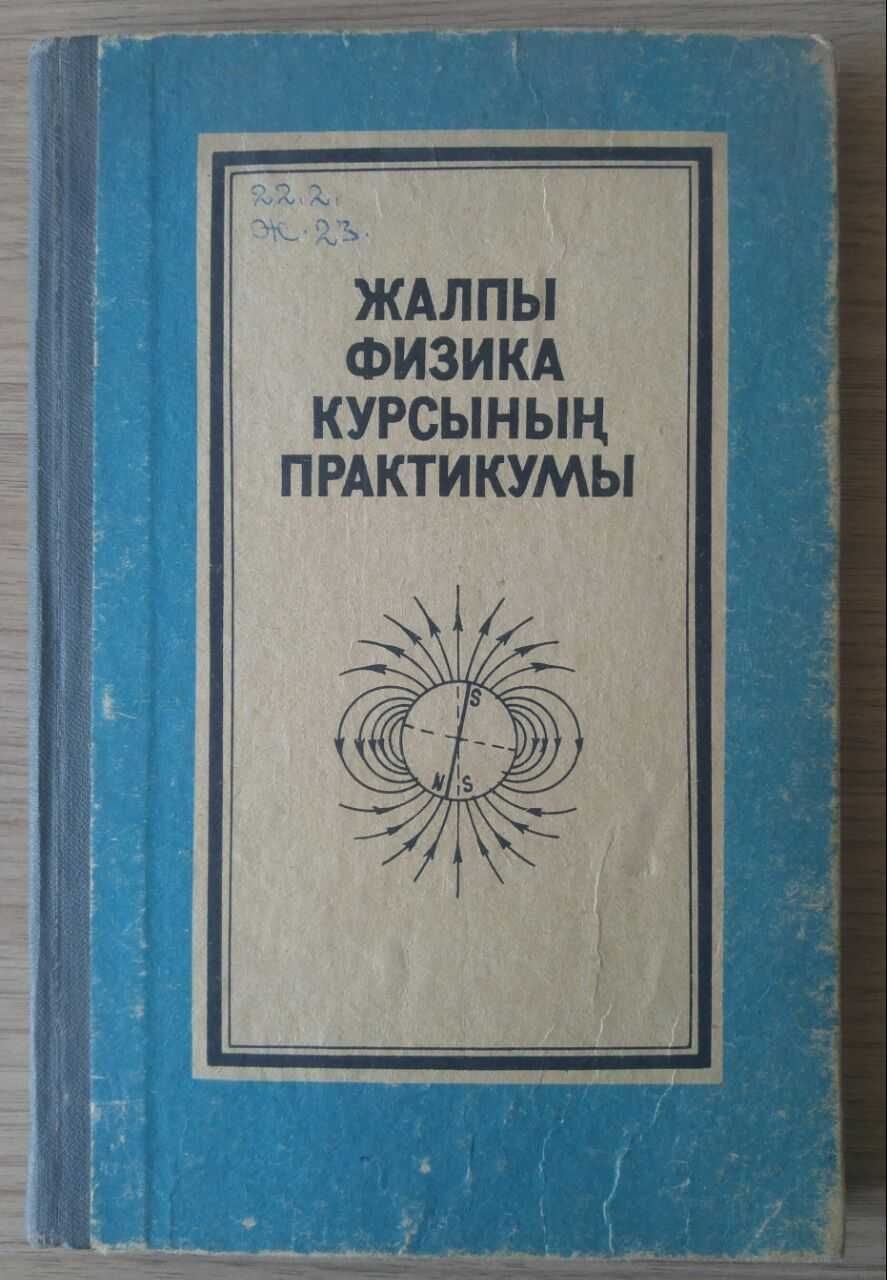 22.2.
Ж.23.
ЖАЛПЫ
ФИЗИКА
КУРСЫНЫҢ
ПРАКТИКУМЫ
S
N S